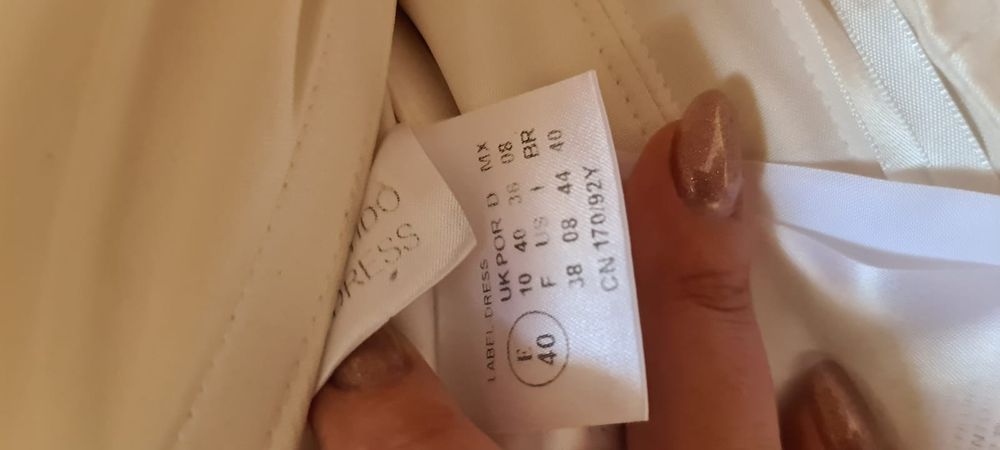 LABEL DRESS
E 40
UK POR D MX
10 40 36 08
F US I BR
38 08 44 40
CN 170/92Y
DRESS